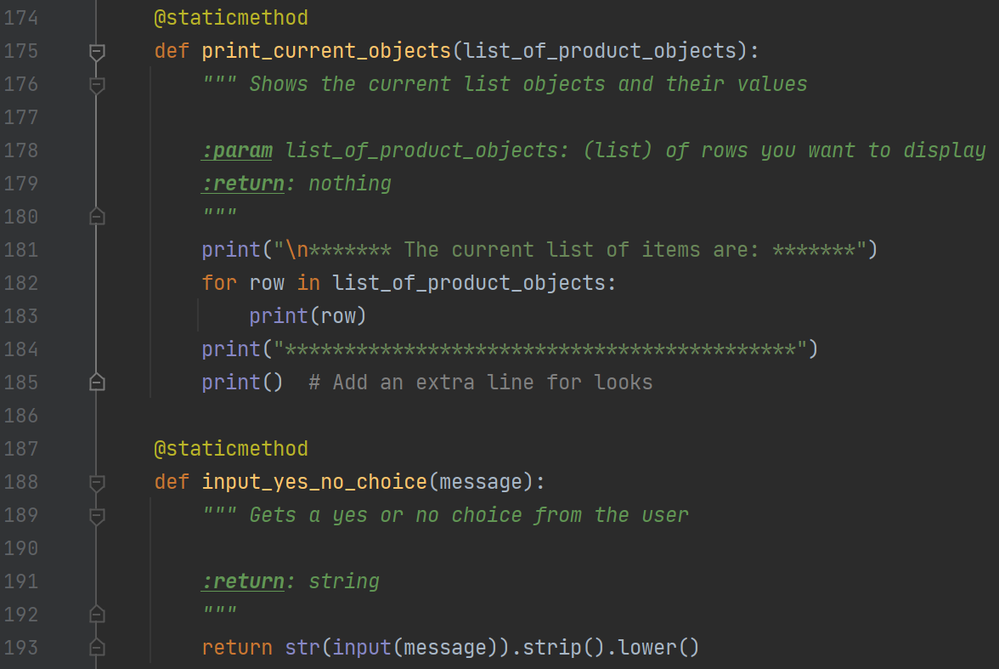 174 @staticmethod
175 def print_current_objects(list_of_product_objects):
176 """ Shows the current list objects and their values
177
178 :param list_of_product_objects: (list) of rows you want to display
179 :return: nothing
180 """
181 print("\n******* The current list of items are: *******")
182 for row in list_of_product_objects:
183 print(row)
184 print("*******************************************")
185 print()  # Add an extra line for looks
186
187 @staticmethod
188 def input_yes_no_choice(message):
189 """ Gets a yes or no choice from the user
190
191 :return: string
192 """
193 return str(input(message)).strip().lower()